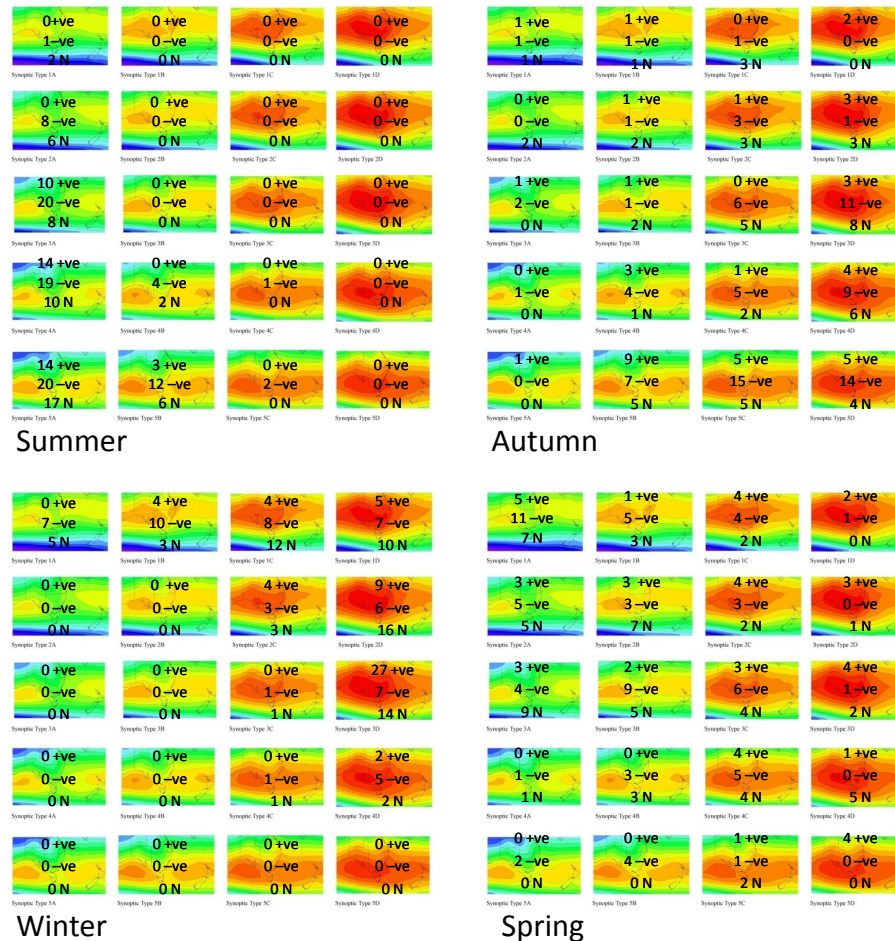 0+ve
1–ve
2 N
Synoptic Type 1A
0 +ve
0–ve
0 N
Synoptic Type 1B
0 +ve
0–ve
0 N
Synoptic Type 1C
0 +ve
0–ve
0 N
Synoptic Type 1D
0 +ve
8–ve
6 N
Synoptic Type 2A
0 +ve
0–ve
0 N
Synoptic Type 2B
0 +ve
0–ve
0 N
Synoptic Type 2C
0 +ve
0–ve
0 N
Synoptic Type 2D
10 +ve
20–ve
8 N
Synoptic Type 3A
0 +ve
0–ve
0 N
Synoptic Type 3B
0 +ve
0–ve
0 N
Synoptic Type 3C
0 +ve
0–ve
0 N
Synoptic Type 3D
14 +ve
19–ve
10 N
Synoptic Type 4A
0 +ve
4–ve
2 N
Synoptic Type 4B
0 +ve
1–ve
0 N
Synoptic Type 4C
0 +ve
0–ve
0 N
Synoptic Type 4D
14 +ve
20–ve
17 N
Synoptic Type 5A
3 +ve
12–ve
6 N
Synoptic Type 5B
0 +ve
2–ve
0 N
Synoptic Type 5C
0 +ve
0–ve
0 N
Synoptic Type 5D
Summer
1 +ve
1–ve
1 N
Synoptic Type 1A
1 +ve
1–ve
1 N
Synoptic Type 1B
0 +ve
1–ve
3 N
Synoptic Type 1C
2 +ve
0–ve
0 N
Synoptic Type 1D
0 +ve
0–ve
2 N
Synoptic Type 2A
1 +ve
1–ve
2 N
Synoptic Type 2B
1 +ve
3–ve
3 N
Synoptic Type 2C
3 +ve
1–ve
3 N
Synoptic Type 2D
1 +ve
2–ve
0 N
Synoptic Type 3A
1 +ve
1–ve
2 N
Synoptic Type 3B
0 +ve
6–ve
5 N
Synoptic Type 3C
3 +ve
11–ve
8 N
Synoptic Type 3D
0 +ve
1–ve
0 N
Synoptic Type 4A
3 +ve
4–ve
1 N
Synoptic Type 4B
1 +ve
5–ve
2 N
Synoptic Type 4C
4 +ve
9–ve
6 N
Synoptic Type 4D
1 +ve
0–ve
0 N
Synoptic Type 5A
9 +ve
7–ve
5 N
Synoptic Type 5B
5 +ve
15–ve
5 N
Synoptic Type 5C
5 +ve
14–ve
4 N
Synoptic Type 5D
Autumn
0 +ve
7–ve
5 N
Synoptic Type 1A
4 +ve
10–ve
3 N
Synoptic Type 1B
4 +ve
8–ve
12 N
Synoptic Type 1C
5 +ve
7–ve
10 N
Synoptic Type 1D
0 +ve
0–ve
0 N
Synoptic Type 2A
0 +ve
0–ve
0 N
Synoptic Type 2B
4 +ve
3–ve
3 N
Synoptic Type 2C
9 +ve
6–ve
16 N
Synoptic Type 2D
0 +ve
0–ve
0 N
Synoptic Type 3A
0 +ve
0–ve
0 N
Synoptic Type 3B
0 +ve
1–ve
1 N
Synoptic Type 3C
27 +ve
7–ve
14 N
Synoptic Type 3D
0 +ve
0–ve
0 N
Synoptic Type 4A
0 +ve
0–ve
0 N
Synoptic Type 4B
0 +ve
1–ve
1 N
Synoptic Type 4C
2 +ve
5–ve
2 N
Synoptic Type 4D
0 +ve
0–ve
0 N
Synoptic Type 5A
0 +ve
0–ve
0 N
Synoptic Type 5B
0 +ve
0–ve
0 N
Synoptic Type 5C
0 +ve
0–ve
0 N
Synoptic Type 5D
Winter
5 +ve
11–ve
7 N
Synoptic Type 1A
1 +ve
5–ve
3 N
Synoptic Type 1B
4 +ve
4–ve
2 N
Synoptic Type 1C
2 +ve
1–ve
0 N
Synoptic Type 1D
3 +ve
5–ve
5 N
Synoptic Type 2A
3 +ve
3–ve
7 N
Synoptic Type 2B
4 +ve
3–ve
2 N
Synoptic Type 2C
3 +ve
0–ve
1 N
Synoptic Type 2D
3 +ve
4–ve
9 N
Synoptic Type 3A
2 +ve
9–ve
5 N
Synoptic Type 3B
3 +ve
6–ve
4 N
Synoptic Type 3C
4 +ve
1–ve
2 N
Synoptic Type 3D
0 +ve
1–ve
1 N
Synoptic Type 4A
0 +ve
3–ve
3 N
Synoptic Type 4B
4 +ve
5–ve
4 N
Synoptic Type 4C
1 +ve
0–ve
5 N
Synoptic Type 4D
0 +ve
2–ve
0 N
Synoptic Type 5A
0 +ve
4–ve
0 N
Synoptic Type 5B
1 +ve
1–ve
2 N
Synoptic Type 5C
4 +ve
0–ve
0 N
Synoptic Type 5D
Spring